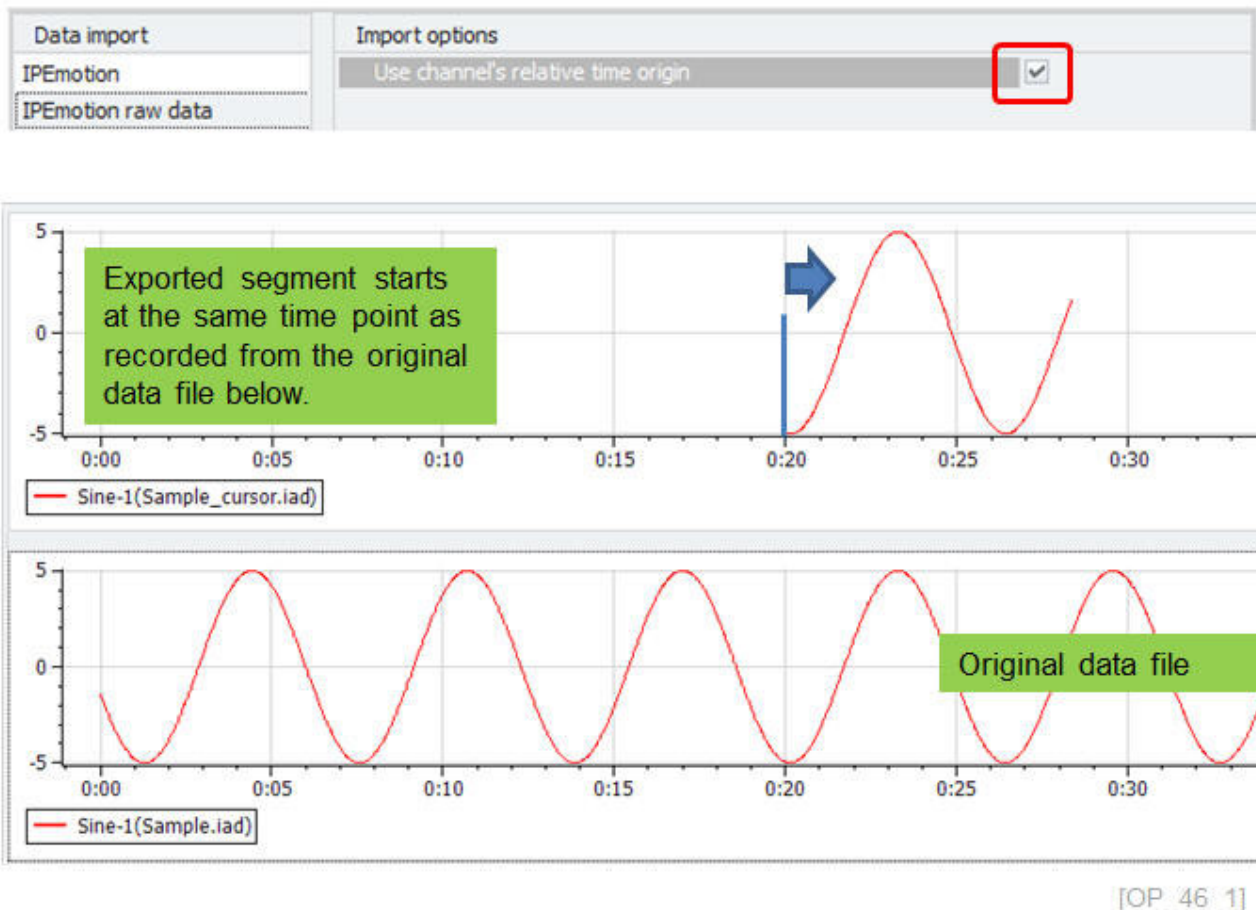 Data import
Import options
IPEmotion
Use channel's relative time origin
IPEmotion raw data
5
0
-5
Exported segment starts
at the same time point as
recorded from the original
data file below.
0:00 0:05 0:10 0:15 0:20 0:25 0:30
Sine-1(Sample_cursor.iad)
5
0
-5
Original data file
0:00 0:05 0:10 0:15 0:20 0:25 0:30
Sine-1(Sample.iad)
[OP_46_1]